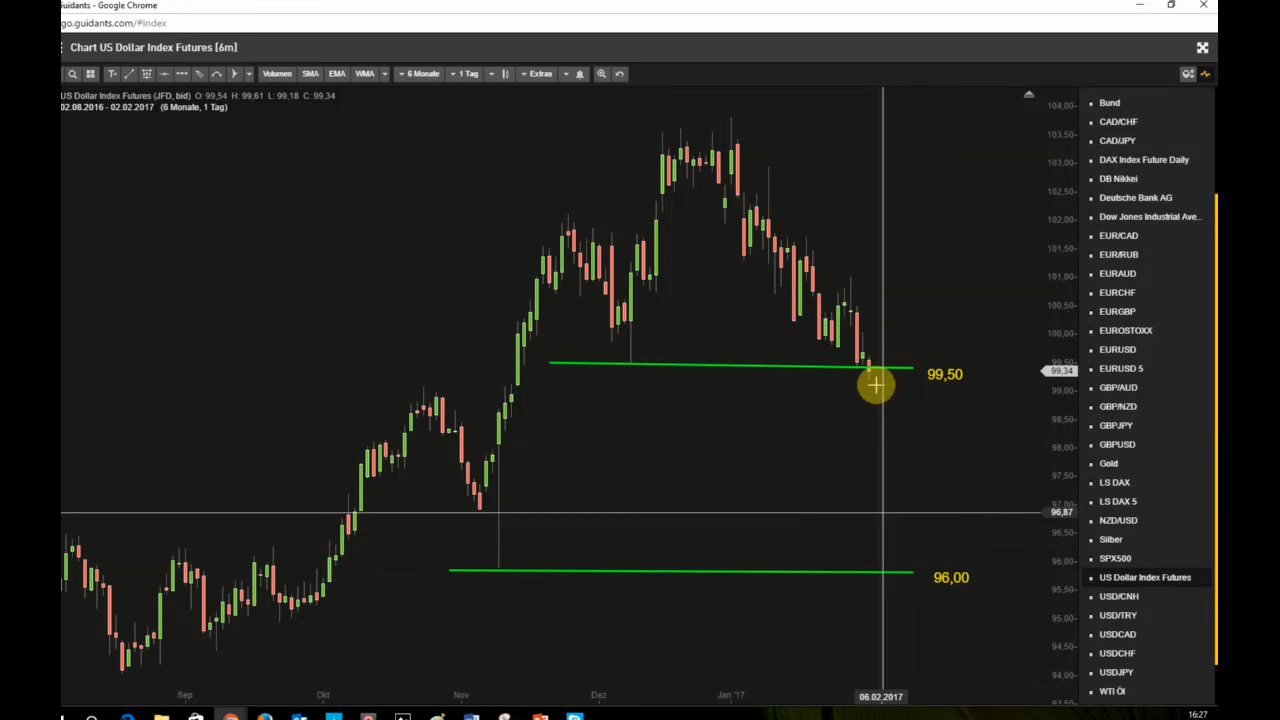 Guidants - Google Chrome
go.guidants.com/#Index
Chart US Dollar Index Futures [6m]
T+ Volumen SMA EMA WMA 6 Monate 1 Tag Extras
US Dollar Index Futures (JFD, bid) O: 99,54 H: 99,61 L: 99,18 C: 99,34
02.08.2016 - 02.02.2017 (6 Monate, 1 Tag)
104,00
103,50
103,00
102,50
102,00
101,50
101,00
100,50
100,00
99,50
99,34
99,00
98,50
98,00
97,50
97,00
96,87
96,50
96,00
95,50
95,00
94,50
94,00
93,50
99,50
96,00
Sep Okt Nov Dez Jan '17 06.02.2017
Bund
CAD/CHF
CAD/JPY
DAX Index Future Daily
DB Nikkei
Deutsche Bank AG
Dow Jones Industrial Ave...
EUR/CAD
EUR/RUB
EURAUD
EURCHF
EURGBP
EUROSTOXX
EURUSD
EURUSD 5
GBP/AUD
GBP/NZD
GBPJPY
GBPUSD
Gold
LS DAX
LS DAX 5
NZD/USD
Silber
SPX500
US Dollar Index Futures
USD/CNH
USD/TRY
USDCAD
USDCHF
USDJPY
WTI Öl
16:27